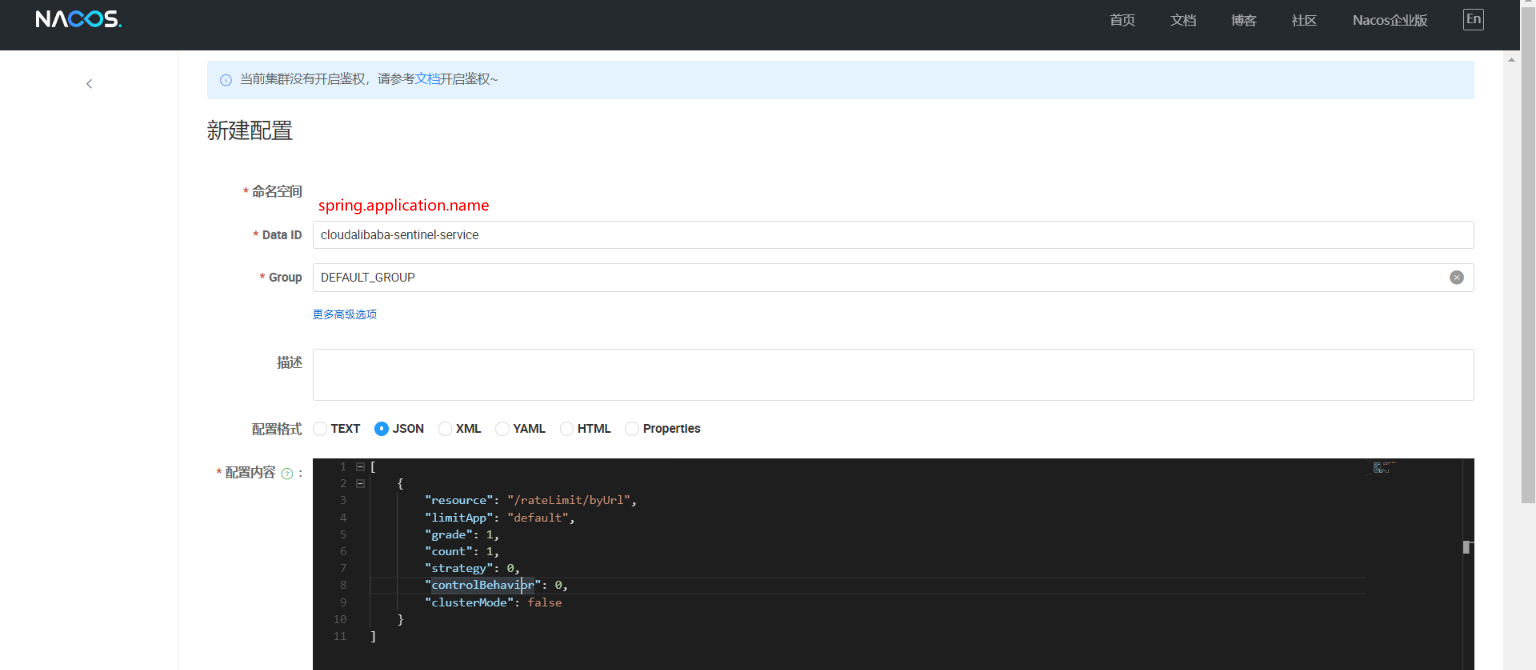 NACOS.
首页 文档 博客 社区 Nacos企业版 En
当前集群没有开启鉴权，请参考文档开启鉴权~
新建配置
* 命名空间
spring.application.name
* Data ID cloudalibaba-sentinel-service
* Group DEFAULT_GROUP
更多高级选项
描述
配置格式 TEXT JSON XML YAML HTML Properties
* 配置内容 ? :
1 [
2 {
3 "resource": "/rateLimit/byUrl",
4 "limitApp": "default",
5 "grade": 1,
6 "count": 1,
7 "strategy": 0,
8 "controlBehavior": 0,
9 "clusterMode": false
10 }
11 ]